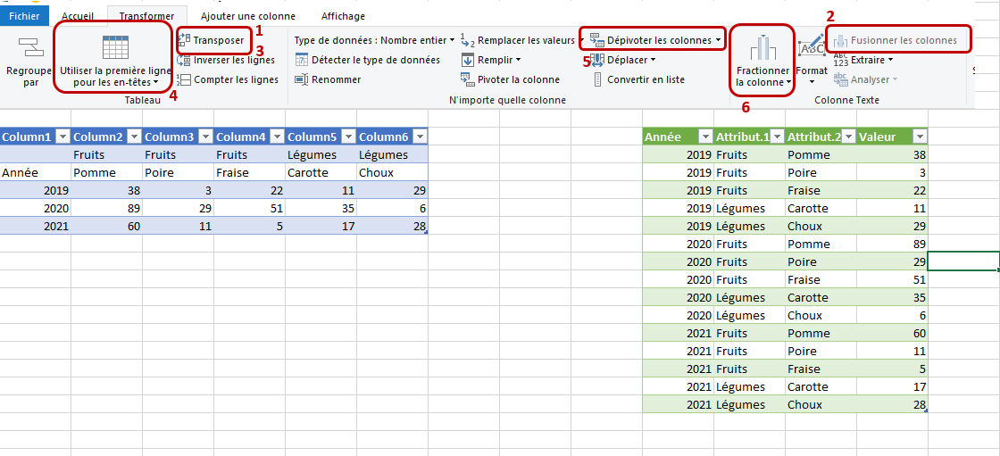 Fichier Accueil Transformer Ajouter une colonne Affichage
1 2
Transposer Type de données : Nombre entier Remplacer les valeurs Dépivoter les colonnes Fusionner les colonnes
3 5
Regroupe par Utiliser la première ligne pour les en-têtes Inverser les lignes Détecter le type de données Remplir Déplacer Fractionner la colonne Format ABC 123 Extraire
4 Compter les lignes Renommer Pivoter la colonne Convertir en liste abc Analyser
6
Tableau N'importe quelle colonne Colonne Texte
Column1 Column2 Column3 Column4 Column5 Column6
Fruits Fruits Fruits Légumes Légumes
Année Pomme Poire Fraise Carotte Choux
2019 38 3 22 11 29
2020 89 29 51 35 6
2021 60 11 5 17 28
Année Attribut.1 Attribut.2 Valeur
2019 Fruits Pomme 38
2019 Fruits Poire 3
2019 Fruits Fraise 22
2019 Légumes Carotte 11
2019 Légumes Choux 29
2020 Fruits Pomme 89
2020 Fruits Poire 29
2020 Fruits Fraise 51
2020 Légumes Carotte 35
2020 Légumes Choux 6
2021 Fruits Pomme 60
2021 Fruits Poire 11
2021 Fruits Fraise 5
2021 Légumes Carotte 17
2021 Légumes Choux 28